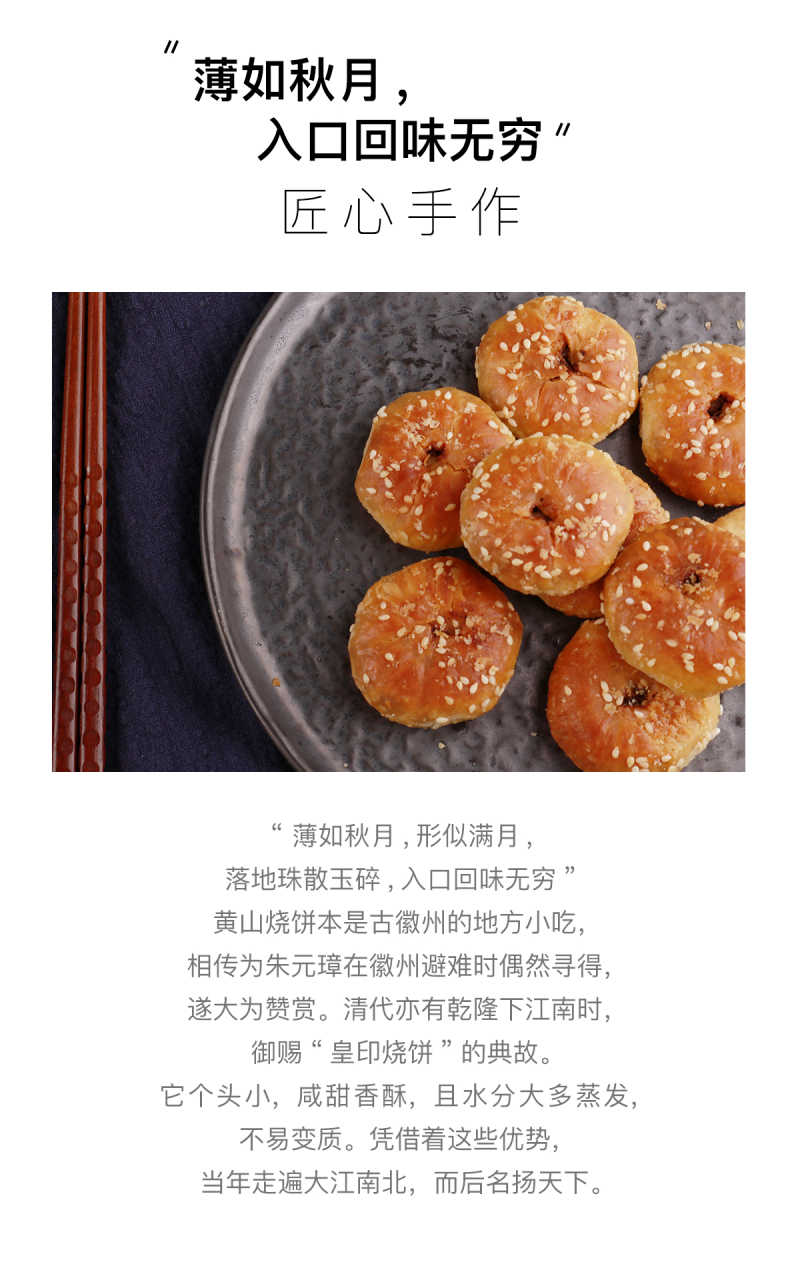 "薄如秋月,
入口回味无穷"
匠心手作
“薄如秋月,形似满月,
落地珠散玉碎,入口回味无穷”
黄山烧饼本是古徽州的地方小吃,
相传为朱元璋在徽州避难时偶然寻得,
遂大为赞赏。清代亦有乾隆下江南时,
御赐“皇印烧饼”的典故。
它个头小,咸甜香酥,且水分大多蒸发,
不易变质。凭借着这些优势,
当年走遍大江南北,而后名扬天下。